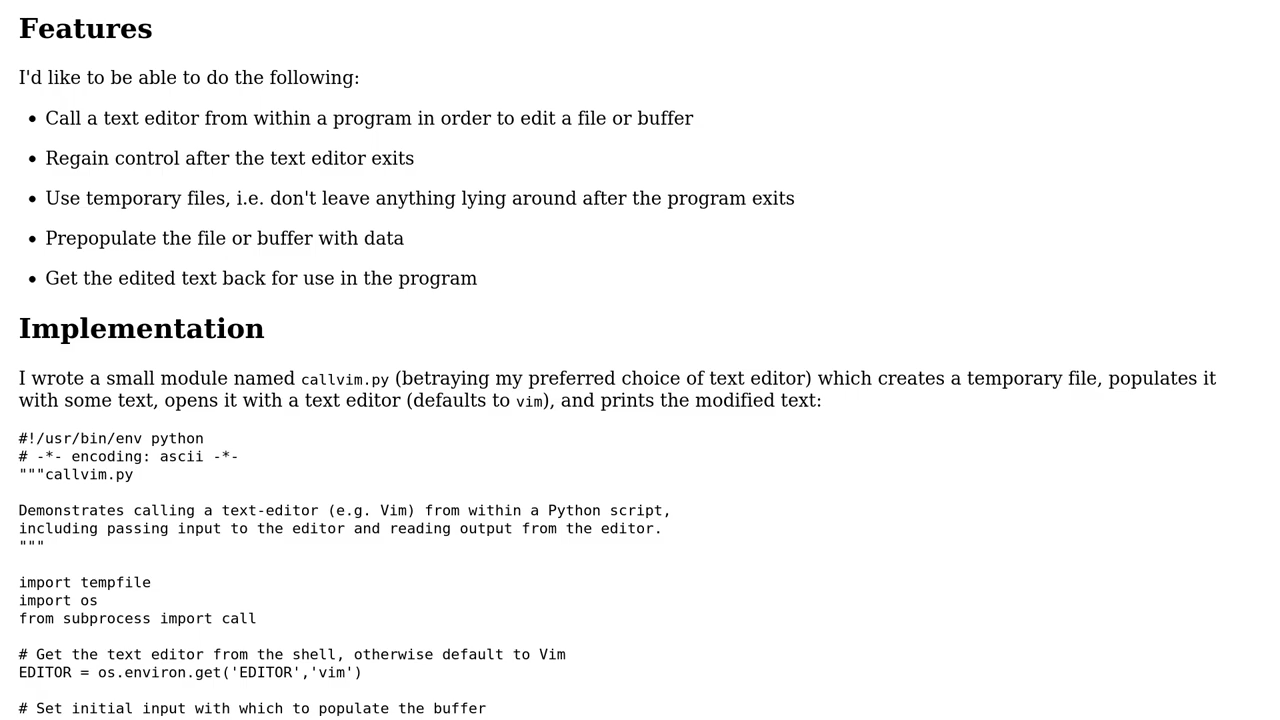 Features
I'd like to be able to do the following:
• Call a text editor from within a program in order to edit a file or buffer
• Regain control after the text editor exits
• Use temporary files, i.e. don't leave anything lying around after the program exits
• Prepopulate the file or buffer with data
• Get the edited text back for use in the program
Implementation
I wrote a small module named callvim.py (betraying my preferred choice of text editor) which creates a temporary file, populates it
with some text, opens it with a text editor (defaults to vim), and prints the modified text:
#!/usr/bin/env python
# -*- encoding: ascii -*-
"""callvim.py
Demonstrates calling a text-editor (e.g. Vim) from within a Python script,
including passing input to the editor and reading output from the editor.
"""
import tempfile
import os
from subprocess import call
# Get the text editor from the shell, otherwise default to Vim
EDITOR = os.environ.get('EDITOR','vim')
# Set initial input with which to populate the buffer